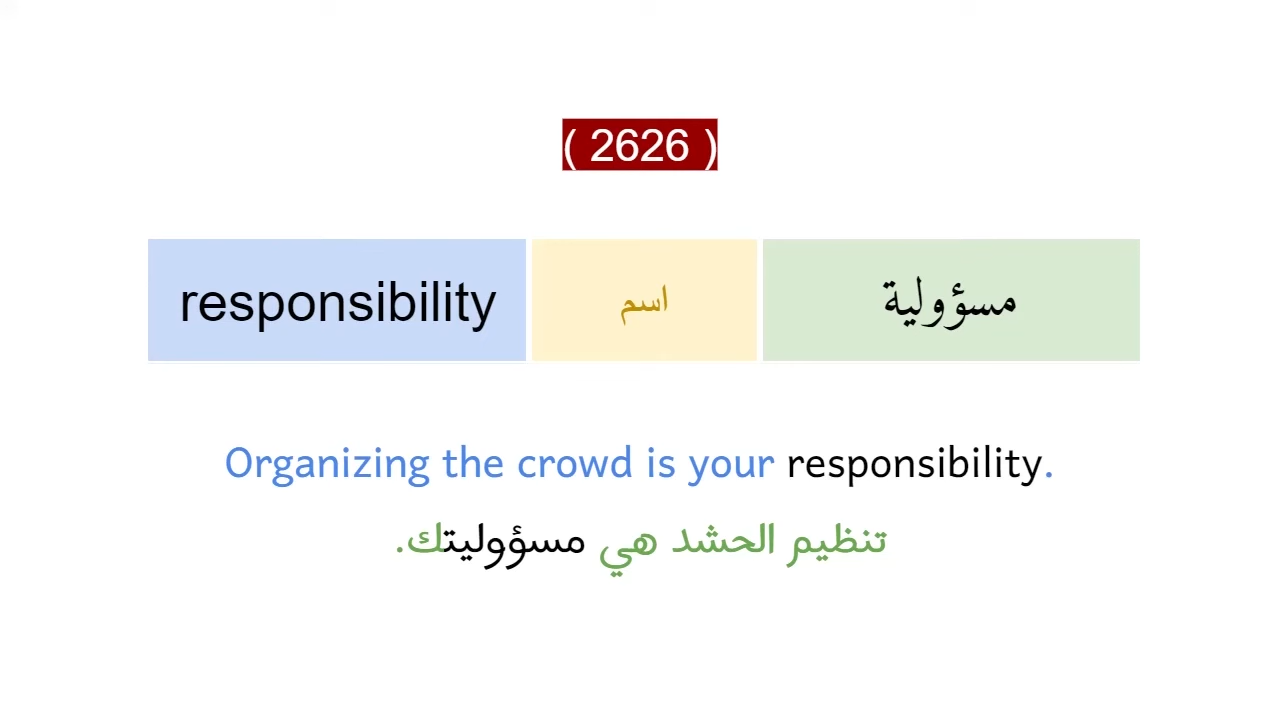 ( 2626 )
responsibility اسم مسؤولية
Organizing the crowd is your responsibility.
تنظيم الحشد هي مسؤوليتك.